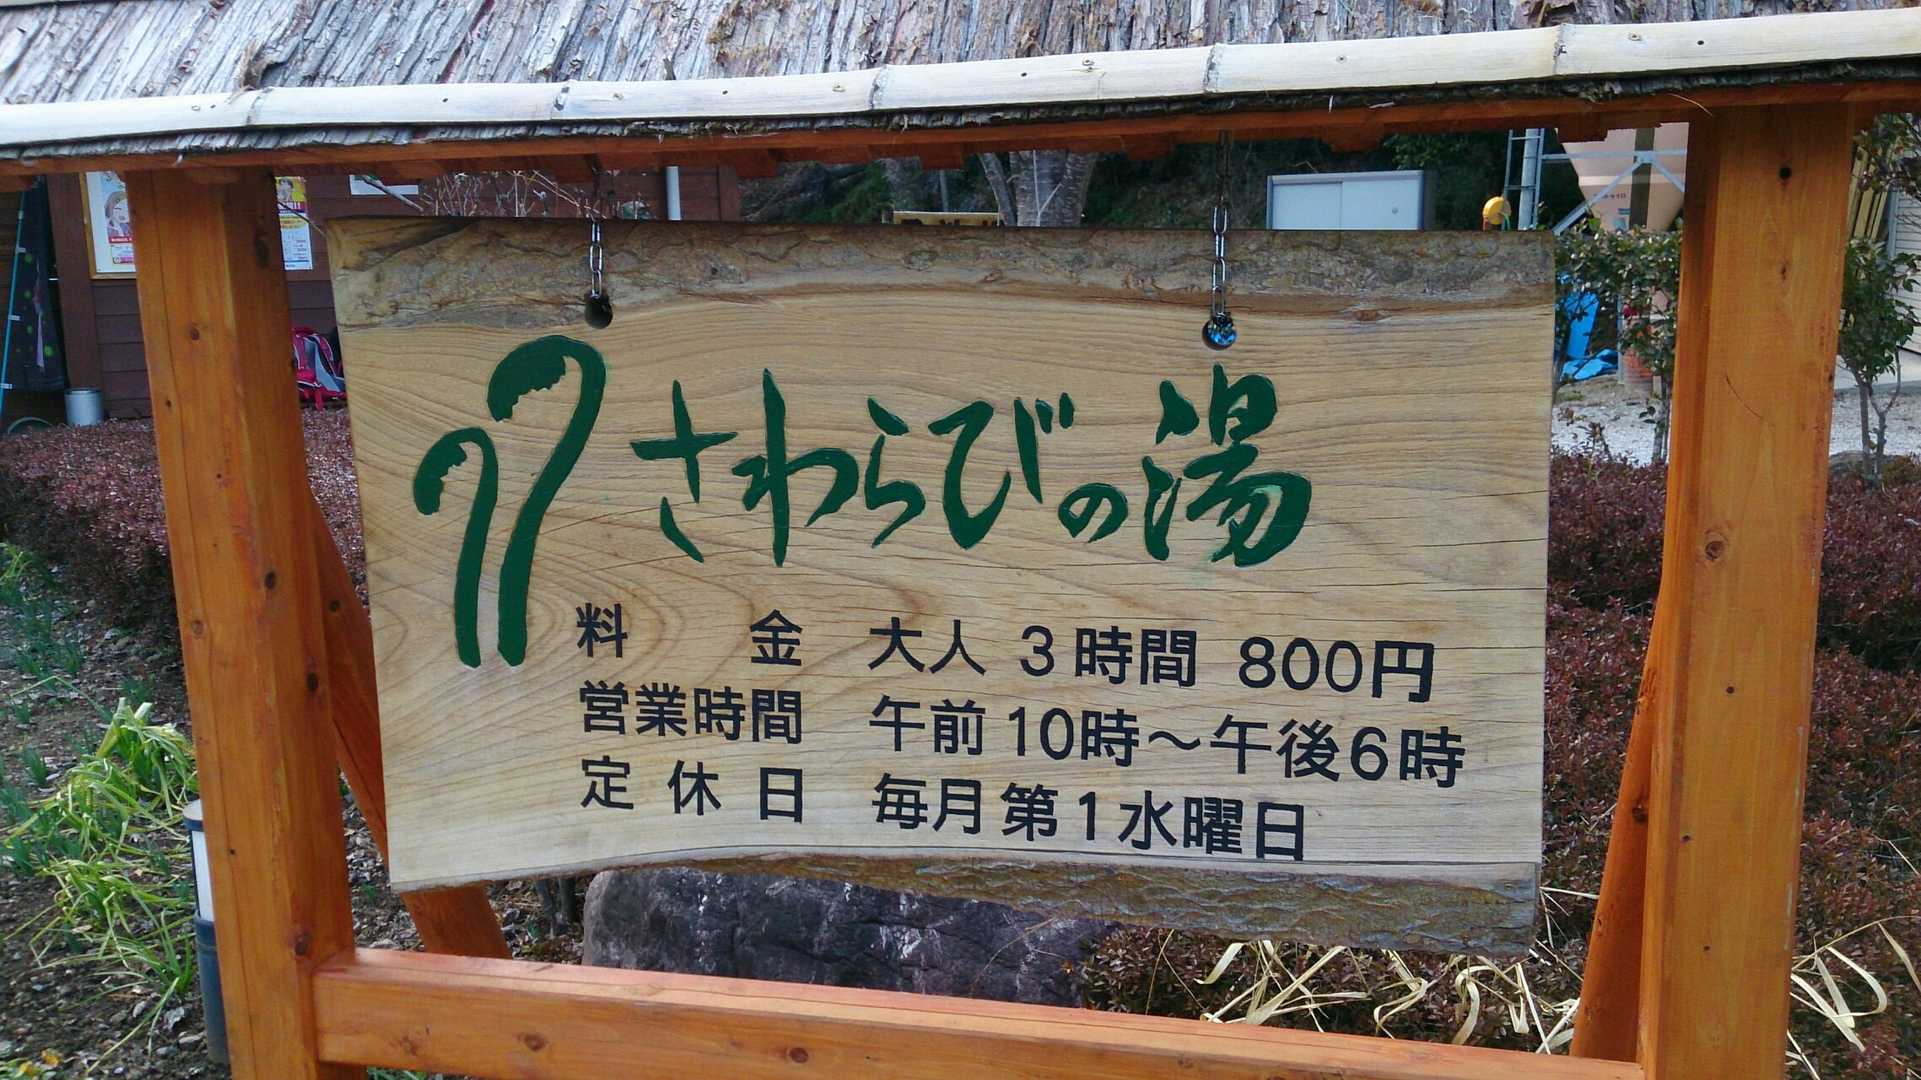 さわらびの湯
料金 大人 3時間 800円
営業時間 午前10時〜午後6時
定休日 毎月第1水曜日